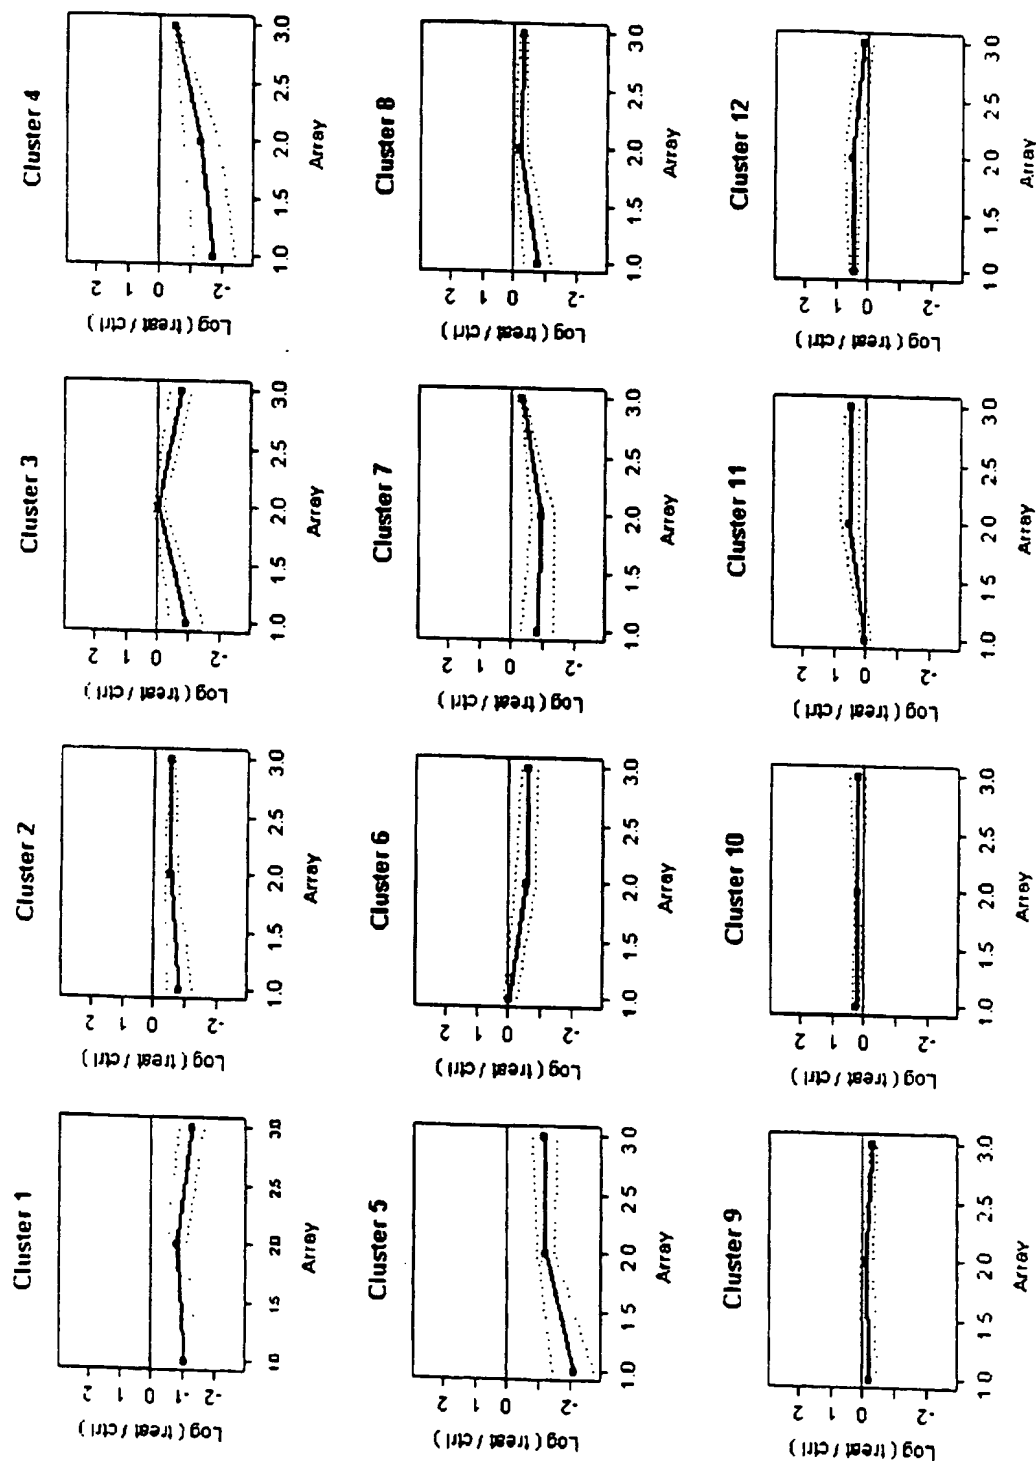 Cluster 1
Log ( treat / ctrl )
2
1
0
-1
-2
1.0 1.5 2.0 2.5 3.0
Array
Cluster 2
Log ( treat / ctrl )
2
1
0
-2
1.0 1.5 2.0 2.5 3.0
Array
Cluster 3
Log ( treat / ctrl )
2
1
0
-2
1.0 1.5 2.0 2.5 3.0
Array
Cluster 4
Log ( treat / ctrl )
2
1
0
-2
1.0 1.5 2.0 2.5 3.0
Array
Cluster 5
Log ( treat / ctrl )
2
1
0
-2
1.0 1.5 2.0 2.5 3.0
Array
Cluster 6
Log ( treat / ctrl )
2
1
0
-2
1.0 1.5 2.0 2.5 3.0
Array
Cluster 7
Log ( treat / ctrl )
2
1
0
-2
1.0 1.5 2.0 2.5 3.0
Array
Cluster 8
Log ( treat / ctrl )
2
1
0
-2
1.0 1.5 2.0 2.5 3.0
Array
Cluster 9
Log ( treat / ctrl )
2
1
0
-2
1.0 1.5 2.0 2.5 3.0
Array
Cluster 10
Log ( treat / ctrl )
2
1
0
-2
1.0 1.5 2.0 2.5 3.0
Array
Cluster 11
Log ( treat / ctrl )
2
1
0
-2
1.0 1.5 2.0 2.5 3.0
Array
Cluster 12
Log ( treat / ctrl )
2
1
0
-2
1.0 1.5 2.0 2.5 3.0
Array